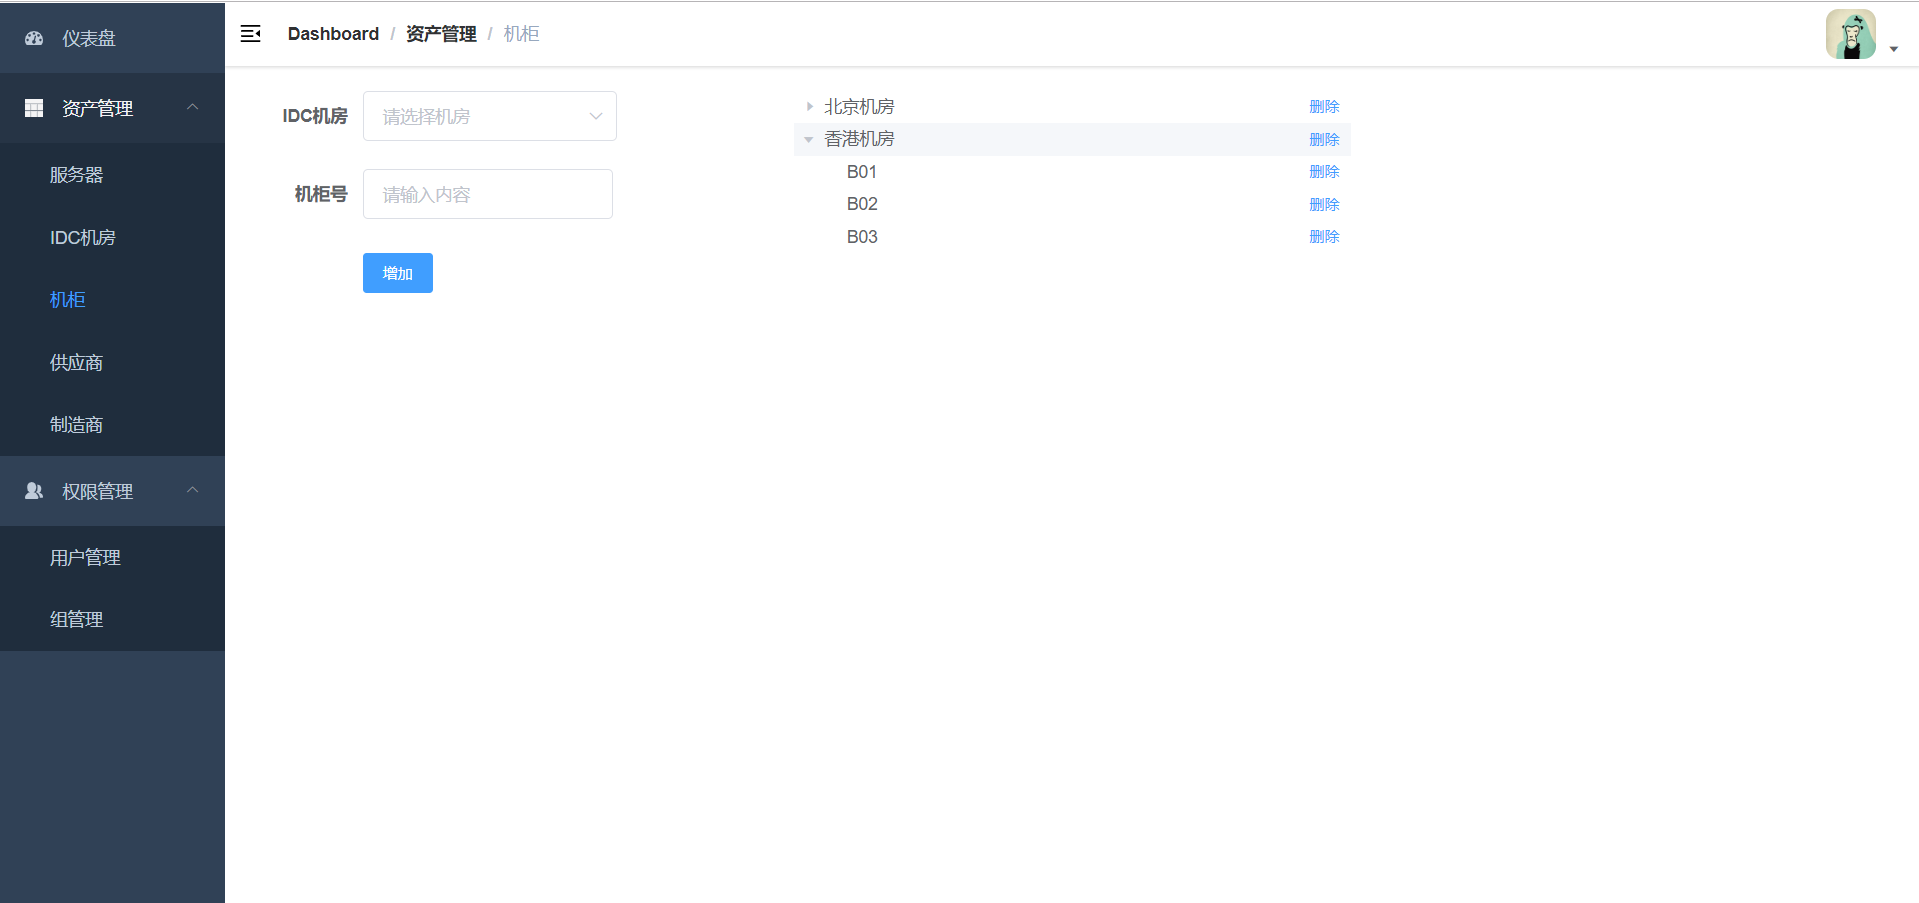 仪表盘
资产管理
服务器
IDC机房
机柜
供应商
制造商
权限管理
用户管理
组管理
Dashboard / 资产管理 / 机柜
IDC机房 请选择机房
机柜号 请输入内容
增加
北京机房 删除
香港机房 删除
B01 删除
B02 删除
B03 删除